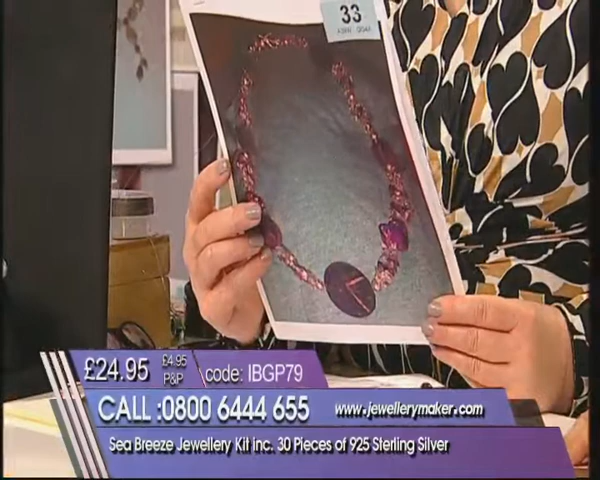 33
£24.95 £4.95 P&P code: IBGP79
CALL :0800 6444 655 www.jewellerymaker.com
Sea Breeze Jewellery Kit inc. 30 Pieces of 925 Sterling Silver